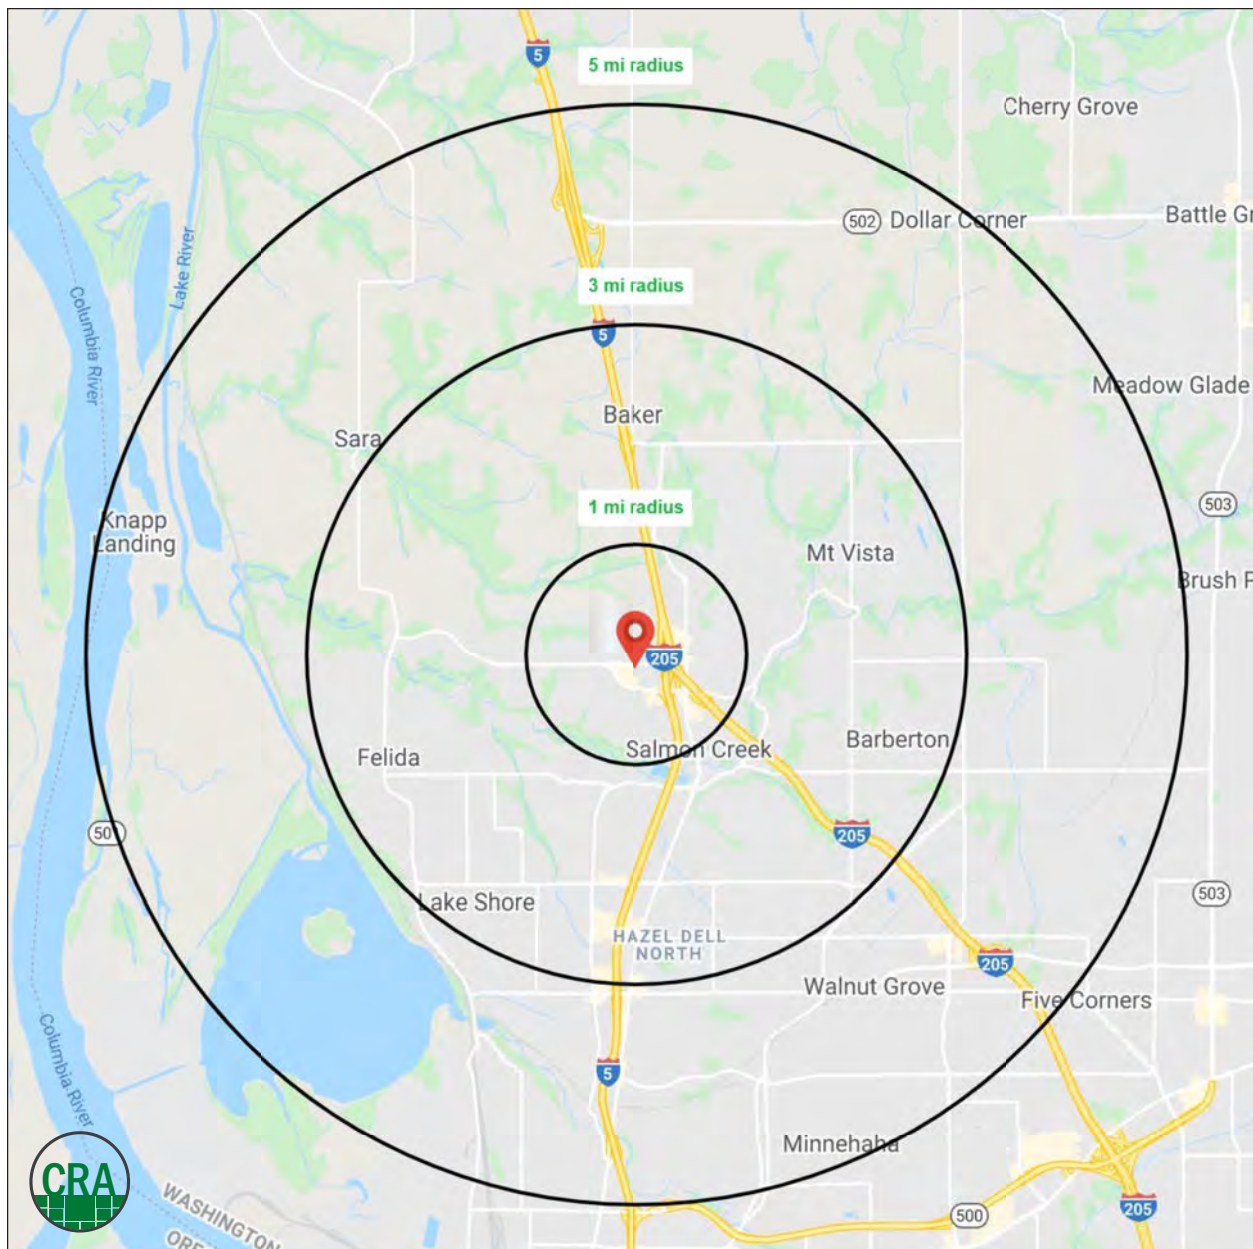 5
5 mi radius
Cherry Grove
502
Dollar Corner
Battle Gr
Lake River
Columbia River
3 mi radius
5
Meadow Glade
Baker
Sara
1 mi radius
503
Knapp
Landing
Mt Vista
Brush P
205
Salmon Creek
Barberton
Felida
50
205
Lake Shore
503
HAZEL DELL
NORTH
205
Walnut Grove
Five Corners
Columbia River
5
Minnehaha
CRA
WASHINGTON
ORE
500
205